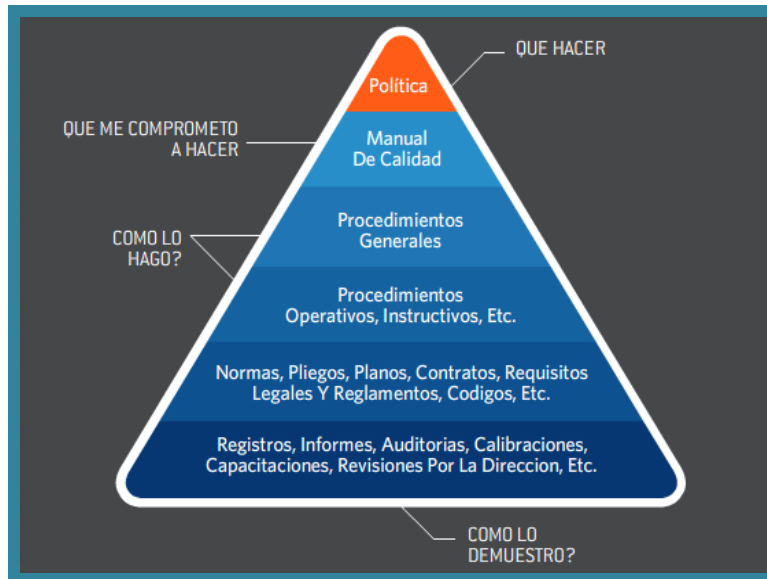 QUE HACER
Política
QUE ME COMPROMETO
A HACER
Manual
De Calidad
COMO LO
HAGO?
Procedimientos
Generales
Procedimientos
Operativos, Instructivos, Etc.
Normas, Pliegos, Planos, Contratos, Requisitos
Legales Y Reglamentos, Codigos, Etc.
Registros, Informes, Auditorias, Calibraciones,
Capacitaciones, Revisiones Por La Direccion, Etc.
COMO LO
DEMUESTRO?